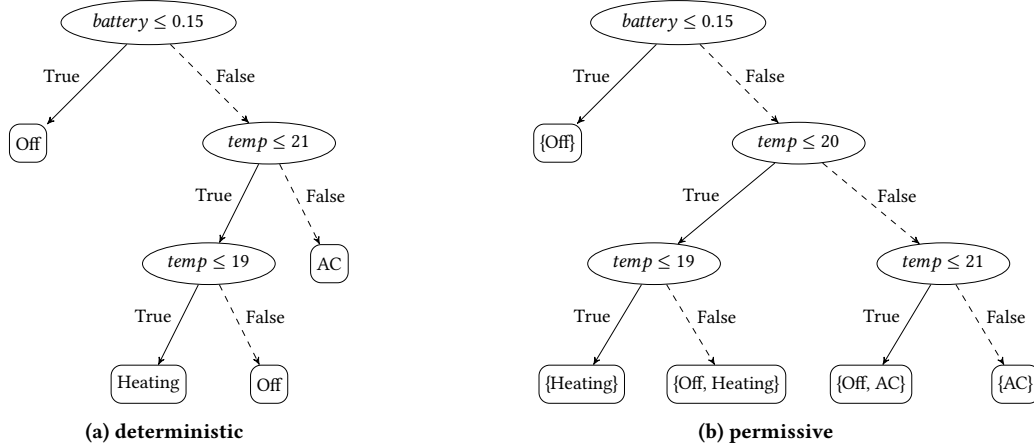 battery ≤ 0.15
True
False
Off
temp ≤ 21
True
False
temp ≤ 19
AC
True
False
Heating
Off
(a) deterministic
battery ≤ 0.15
True
False
{Off}
temp ≤ 20
True
False
temp ≤ 19
temp ≤ 21
True
False
True
False
{Heating}
{Off, Heating}
{Off, AC}
{AC}
(b) permissive